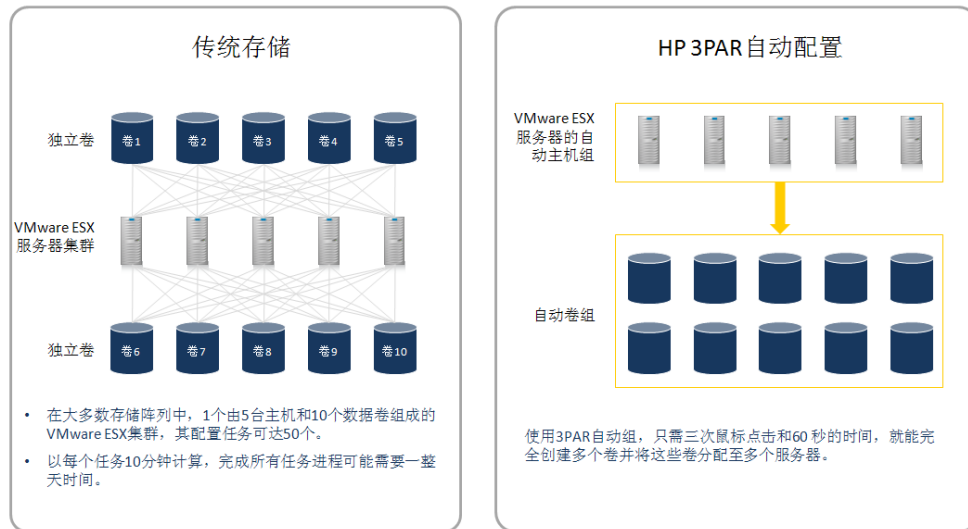 传统存储
独立卷
卷1
卷2
卷3
卷4
卷5
VMware ESX
服务器集群
独立卷
卷6
卷7
卷8
卷9
卷10
• 在大多数存储阵列中，1个由5台主机和10个数据卷组成的
VMware ESX集群，其配置任务可达50个。
• 以每个任务10分钟计算，完成所有任务进程可能需要一整
天时间。
HP 3PAR自动配置
VMware ESX
服务器的自
动主机组
自动卷组
使用3PAR自动组，只需三次鼠标点击和60 秒的时间，就能完
全创建多个卷并将这些卷分配至多个服务器。